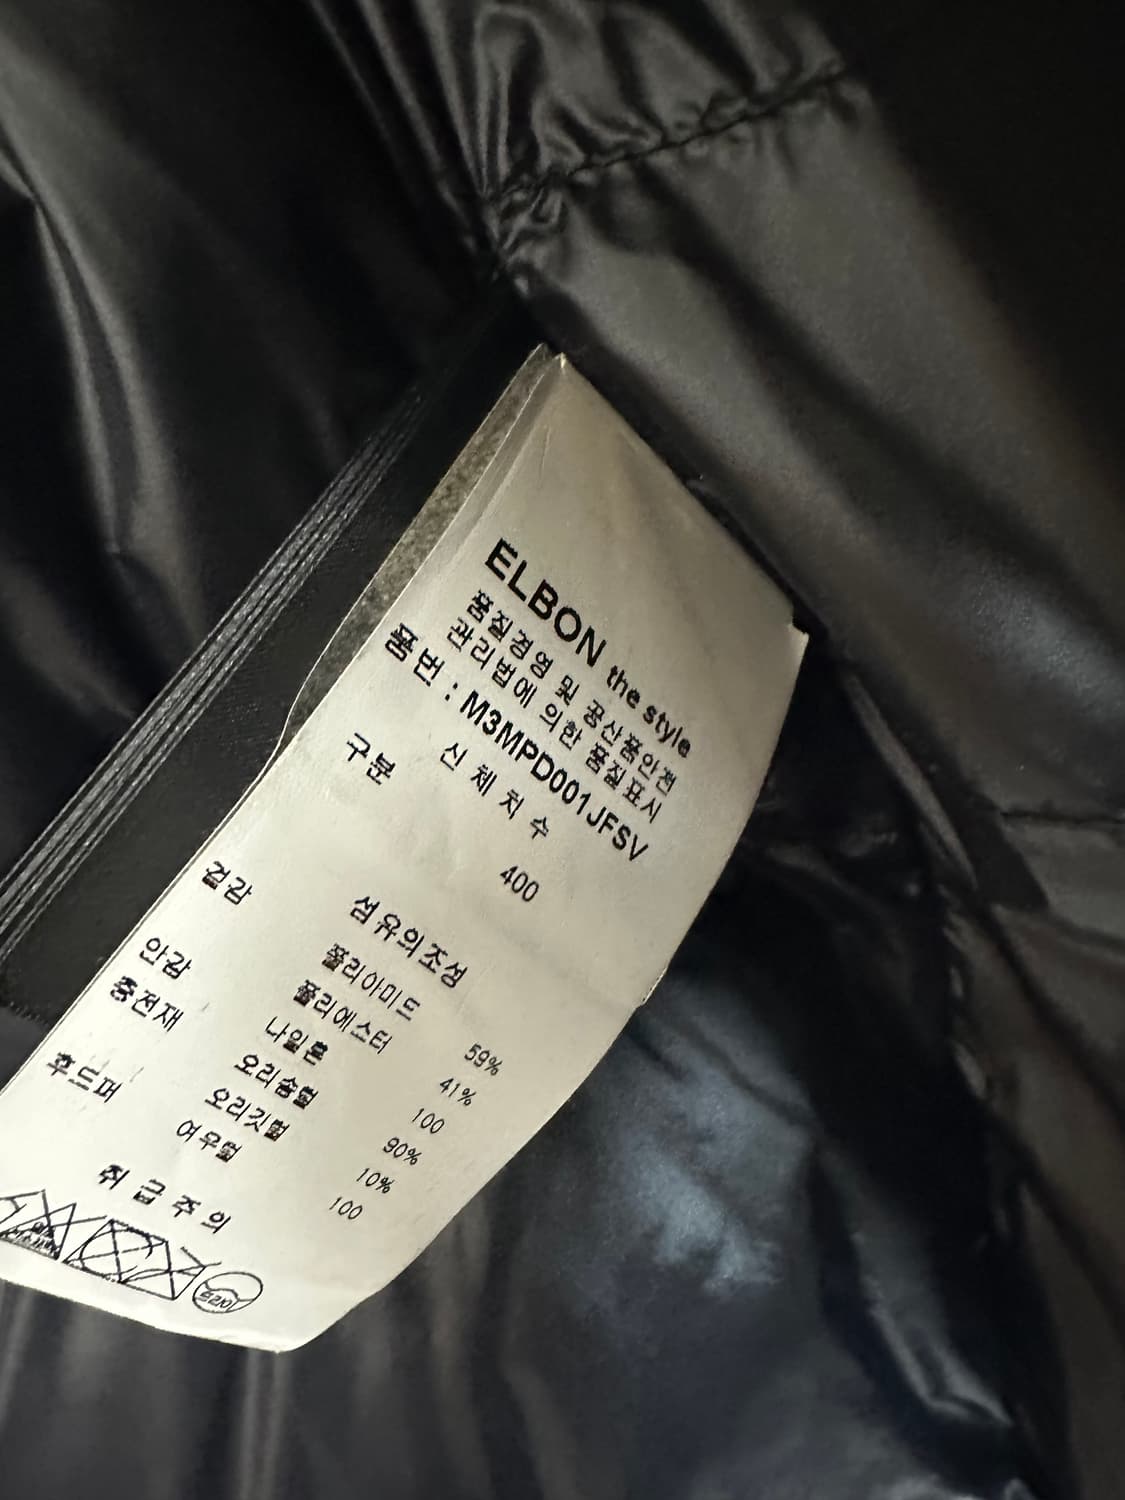 ELBON the style
품질경영 및 공산품안전
관리법에 의한 품질표시
품번 : M3MPD001JFSV
구분 신체치수
400
섬유의조성
겉감 폴리아미드 59%
폴리에스터 41%
안감 나일론 100
충전재 오리솜털 90%
오리깃털 10%
후드퍼 여우털 100
취급주의
드라이